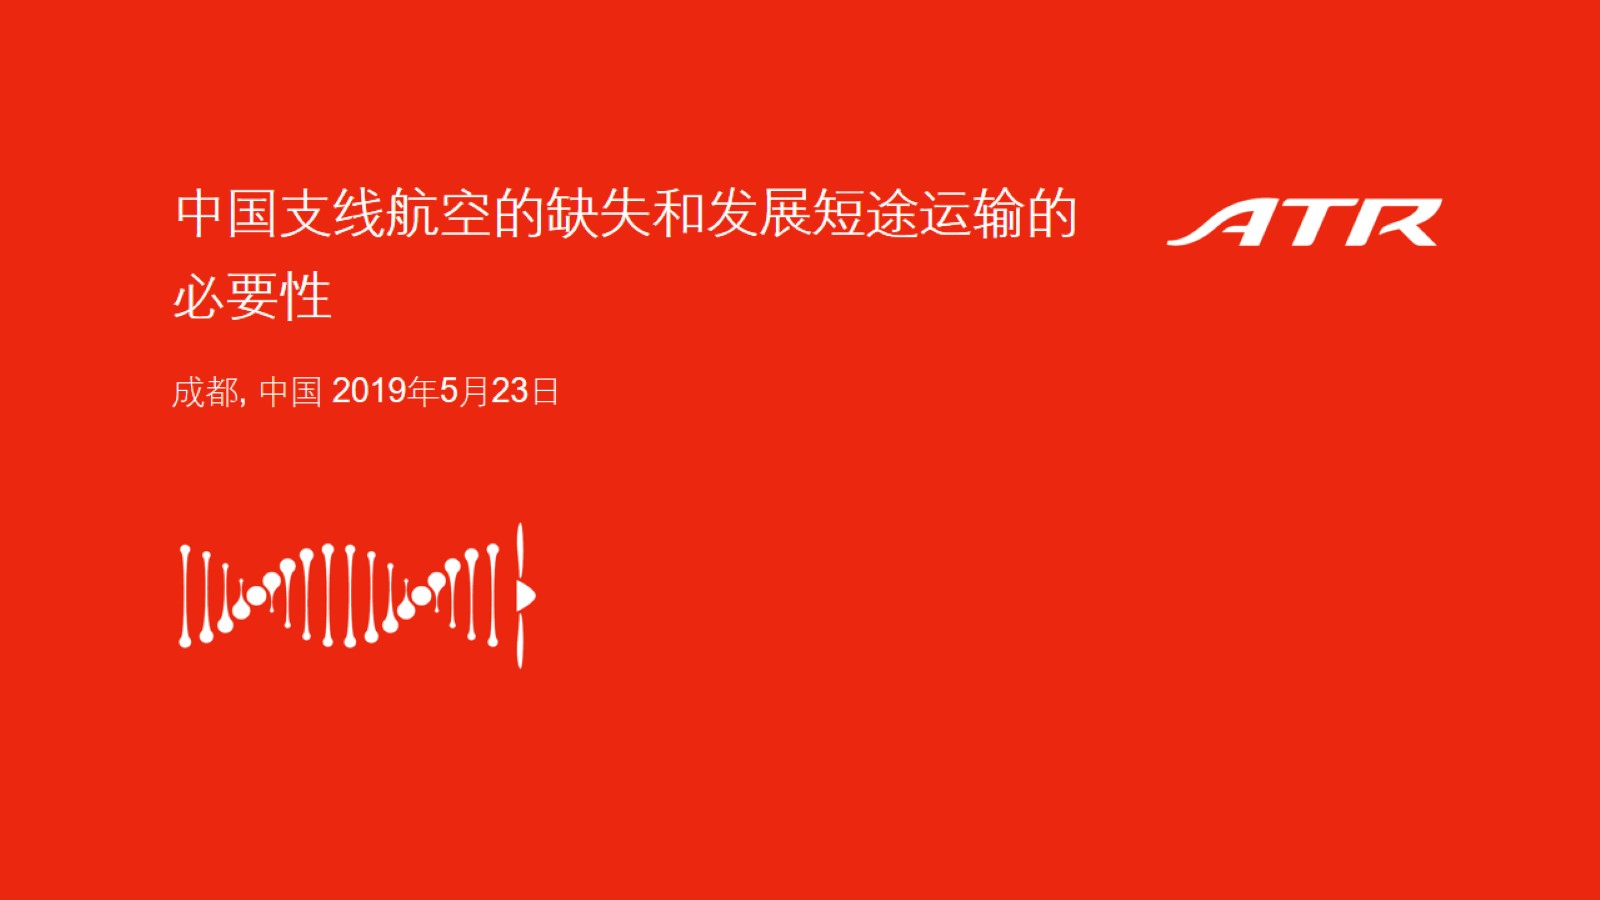 中国支线航空的缺失和发展短途运输的
必要性
ATR
成都, 中国 2019年5月23日